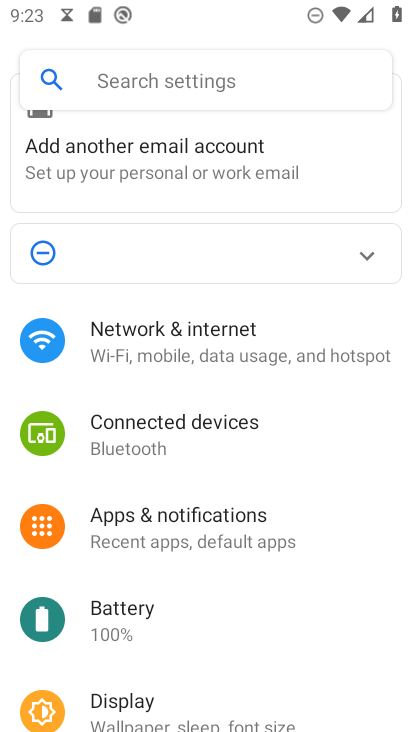 9:23
Search settings
Add another email account
Set up your personal or work email
Network & internet
Wi-Fi, mobile, data usage, and hotspot
Connected devices
Bluetooth
Apps & notifications
Recent apps, default apps
Battery
100%
Display
Wallpaper, sleep, font size